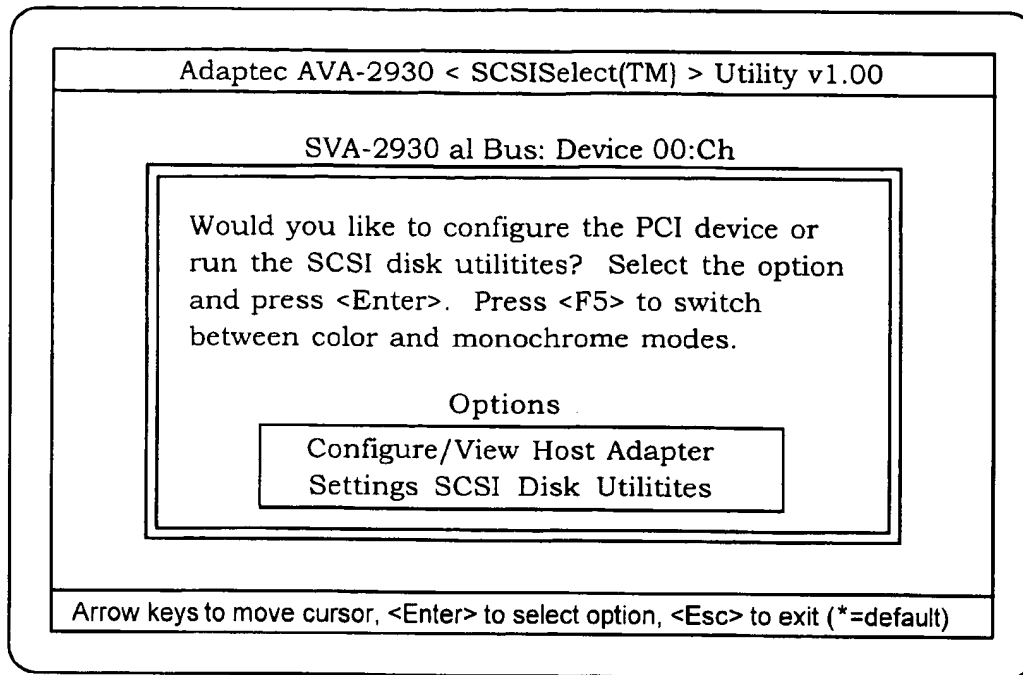 Adaptec AVA-2930 < SCSISelect(TM) > Utility v1.00
SVA-2930 al Bus: Device 00:Ch
Would you like to configure the PCI device or
run the SCSI disk utilitites? Select the option
and press <Enter>. Press <F5> to switch
between color and monochrome modes.
Options
Configure/View Host Adapter
Settings SCSI Disk Utilitites
Arrow keys to move cursor, <Enter> to select option, <Esc> to exit (*=default)